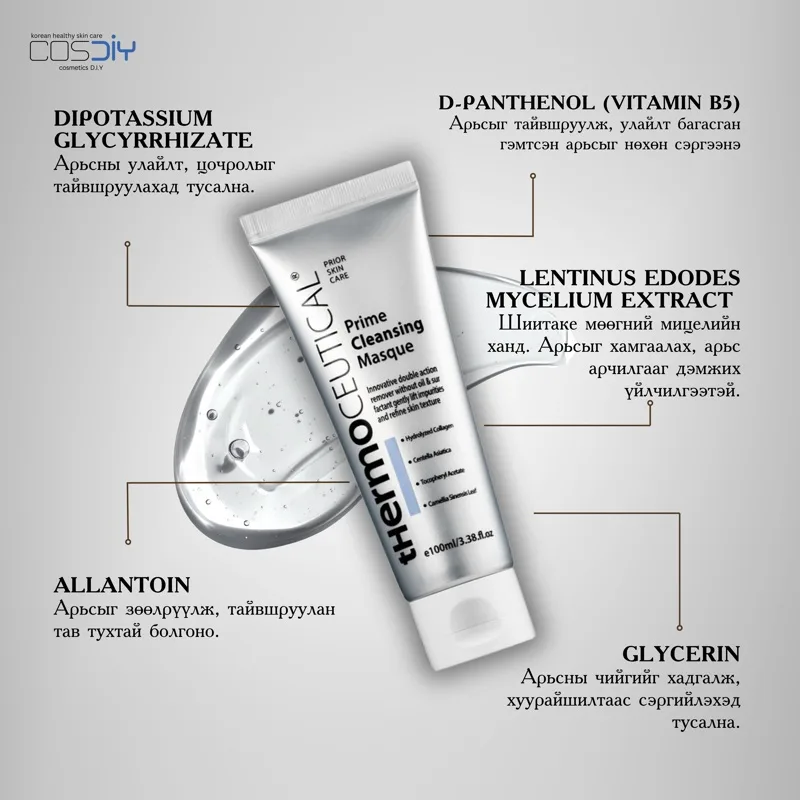 korean healthy skin care
COSDIY
cosmetics D.I.Y
DIPOTASSIUM
GLYCYRRHIZATE
Арьсны улайлт, цочролыг
тайвшруулахад тусална.
D-PANTHENOL (VITAMIN B5)
Арьсыг тайвшруулж, улайлт багасган
гэмтсэн арьсыг нөхөн сэргээнэ
LENTINUS EDODES
MYCELIUM EXTRACT
Шиитаке мөөгний мицелийн
ханд. Арьсыг хамгаалах, арьс
арчилгааг дэмжих
үйлчилгээтэй.
THERMOCEUTICAL®
PRIOR
SKIN
CARE
Prime
Cleansing
Masque
Innovative double action
remover without oil & sur
factant gently lift impurities
and refine skin texture
• Hydrolyzed Collagen
• Centella Asiatica
• Tocopheryl Acetate
• Camellia Sinensis Leaf
e100ml/3.38.fl.oz
ALLANTOIN
Арьсыг зөөлрүүлж, тайвшруулан
тав тухтай болгоно.
GLYCERIN
Арьсны чийгийг хадгалж,
хуурайшилтаас сэргийлэхэд
тусална.